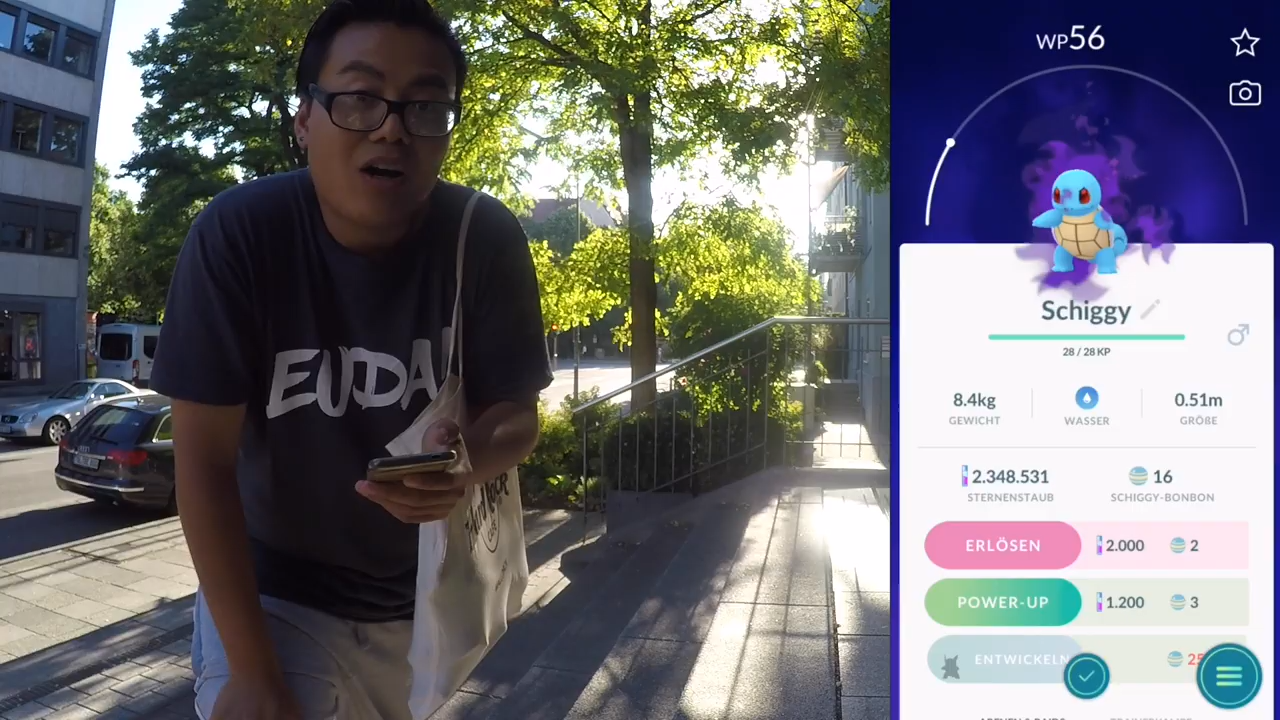 EUDA
WP56
Schiggy
28 / 28 KP
8.4kg
GEWICHT
WASSER
0.51m
GRÖßE
2.348.531
STERNENSTAUB
16
SCHIGGY-BONBON
ERLÖSEN
2.000
2
POWER-UP
1.200
3
ENTWICKELN
25